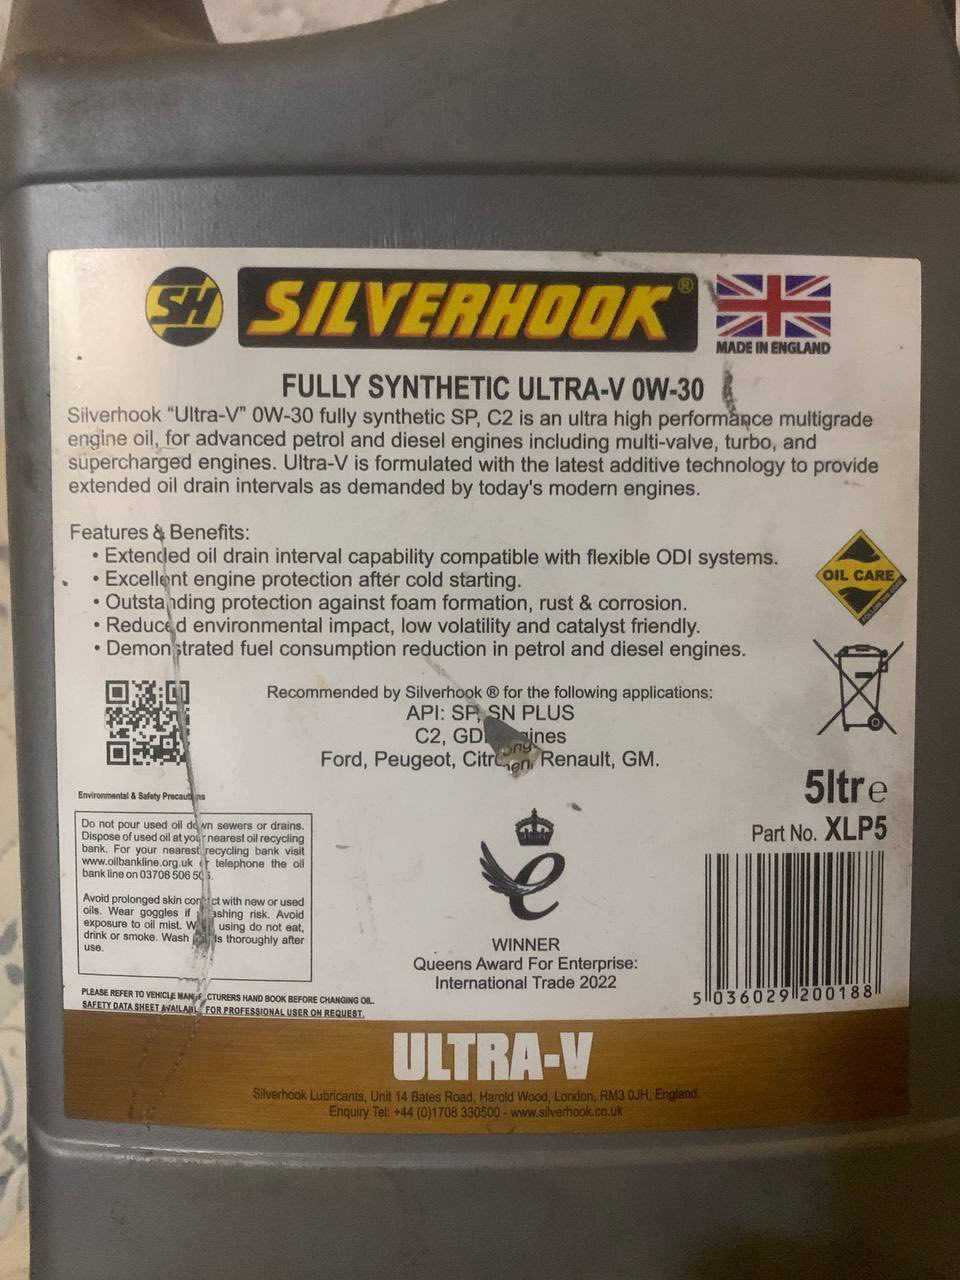 SH SILVERHOOK®
MADE IN ENGLAND
FULLY SYNTHETIC ULTRA-V 0W-30
Silverhook “Ultra-V” 0W-30 fully synthetic SP, C2 is an ultra high performance multigrade
engine oil, for advanced petrol and diesel engines including multi-valve, turbo, and
supercharged engines. Ultra-V is formulated with the latest additive technology to provide
extended oil drain intervals as demanded by today's modern engines.
Features & Benefits:
• Extended oil drain interval capability compatible with flexible ODI systems.
• Excellent engine protection after cold starting.
• Outstanding protection against foam formation, rust & corrosion.
• Reduced environmental impact, low volatility and catalyst friendly.
• Demonstrated fuel consumption reduction in petrol and diesel engines.
OIL CARE
Recommended by Silverhook ® for the following applications:
API: SP, SN PLUS
C2,
Ford, Peugeot, Renault, GM.
5ltr℮
Part No. XLP5
Environmental & Safety Precautions
Do not pour used oil down sewers or drains.
Dispose of used oil at your nearest oil recycling
bank. For your nearest recycling bank visit
www.oilbankline.org.uk or telephone the oil
bank line on 03708 506
Avoid prolonged skin contact with new or used
oils. Wear goggles if risk. Avoid
exposure to oil mist. using do not eat,
drink or smoke. Wash thoroughly after
use.
PLEASE REFER TO VEHICLE MANUFACTURERS HAND BOOK BEFORE CHANGING OIL.
SAFETY DATA SHEET AVAILABLE FOR PROFESSIONAL USER ON REQUEST.
WINNER
Queens Award For Enterprise:
International Trade 2022
5 036029 200188
ULTRA-V
Silverhook Lubricants, Unit 14 Bates Road, Harold Wood, London, RM3 0JH, England.
Enquiry Tel: +44 (0)1708 330500 - www.silverhook.co.uk